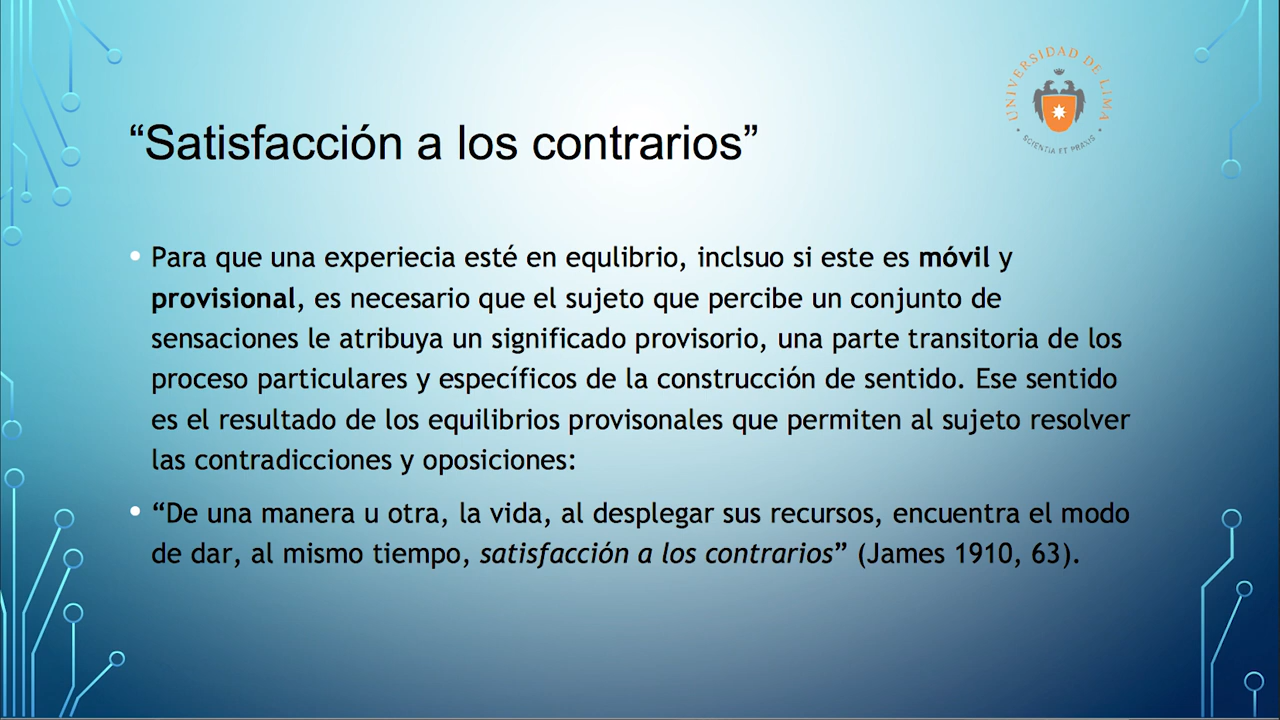 UNIVERSIDAD DE LIMA
SCIENTIA ET PRAXIS
“Satisfacción a los contrarios”
• Para que una experiecia esté en equlibrio, inclsuo si este es móvil y
provisional, es necesario que el sujeto que percibe un conjunto de
sensaciones le atribuya un significado provisorio, una parte transitoria de los
proceso particulares y específicos de la construcción de sentido. Ese sentido
es el resultado de los equilibrios provisonales que permiten al sujeto resolver
las contradicciones y oposiciones:
• “De una manera u otra, la vida, al desplegar sus recursos, encuentra el modo
de dar, al mismo tiempo, satisfacción a los contrarios” (James 1910, 63).